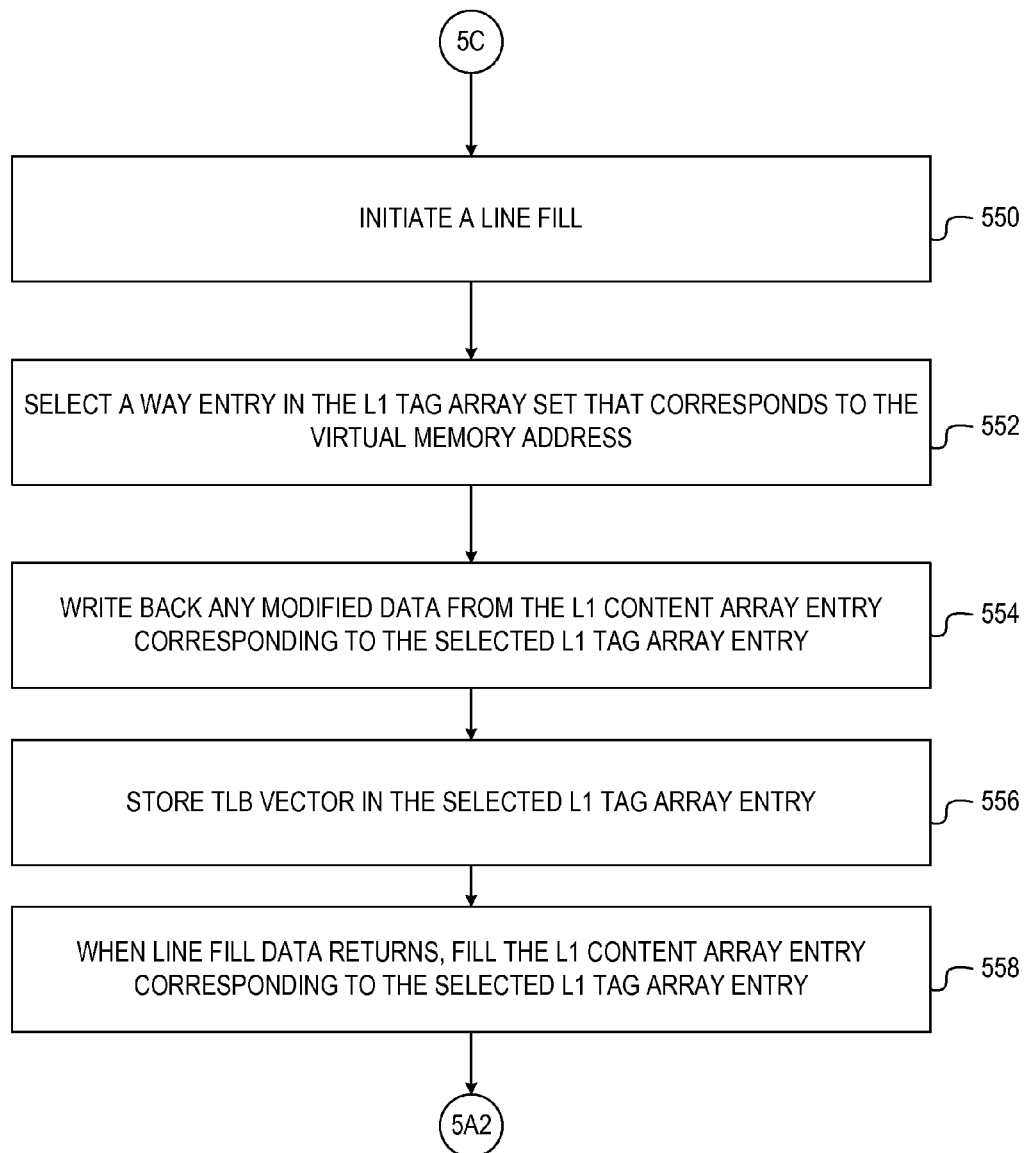 5C
INITIATE A LINE FILL
550
SELECT A WAY ENTRY IN THE L1 TAG ARRAY SET THAT CORRESPONDS TO THE
VIRTUAL MEMORY ADDRESS
552
WRITE BACK ANY MODIFIED DATA FROM THE L1 CONTENT ARRAY ENTRY
CORRESPONDING TO THE SELECTED L1 TAG ARRAY ENTRY
554
STORE TLB VECTOR IN THE SELECTED L1 TAG ARRAY ENTRY
556
WHEN LINE FILL DATA RETURNS, FILL THE L1 CONTENT ARRAY ENTRY
CORRESPONDING TO THE SELECTED L1 TAG ARRAY ENTRY
558
5A2